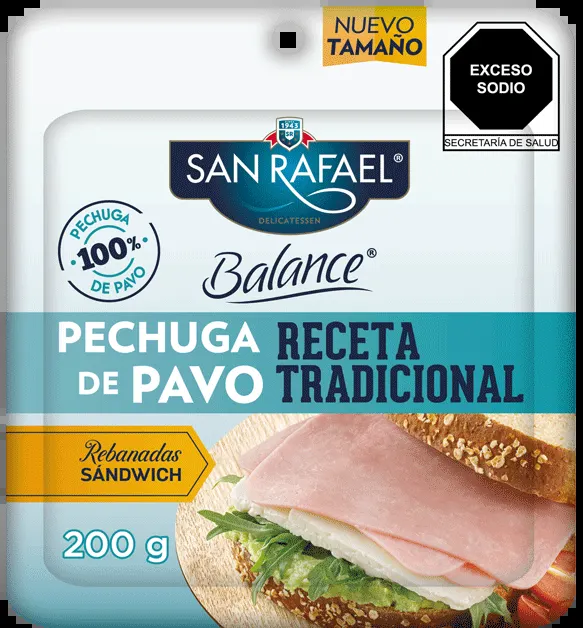 NUEVO
TAMAÑO
EXCESO
SODIO
SECRETARÍA DE SALUD
1943
SR
SAN RAFAEL®
DELICATESSEN
PECHUGA
100%
DE PAVO
Balance®
PECHUGA
DE PAVO
RECETA
TRADICIONAL
Rebanadas
SÁNDWICH
200 g